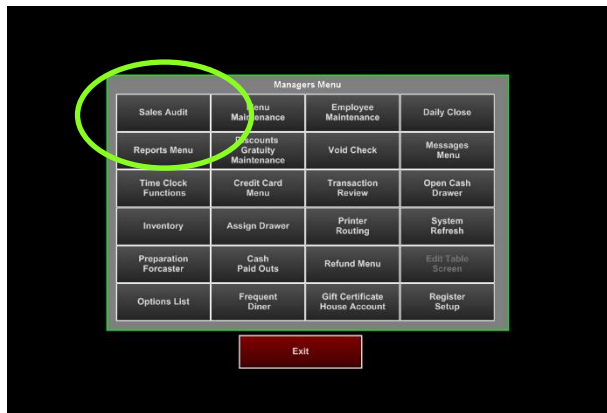 Managers Menu
Sales Audit
Menu
Maintenance
Employee
Maintenance
Daily Close
Reports Menu
Discounts
Gratuity
Maintenance
Void Check
Messages
Menu
Time Clock
Functions
Credit Card
Menu
Transaction
Review
Open Cash
Drawer
Inventory
Assign Drawer
Printer
Routing
System
Refresh
Preparation
Forcaster
Cash
Paid Outs
Refund Menu
Edit Table
Screen
Options List
Frequent
Diner
Gift Certificate
House Account
Register
Setup
Exit